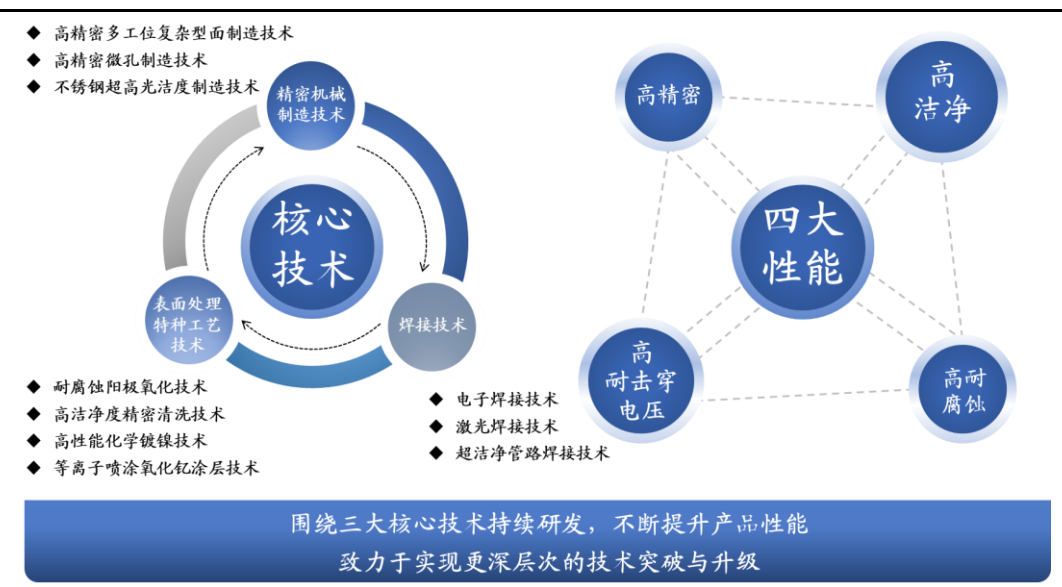 高精密多工位复杂型面制造技术
高精密微孔制造技术
不锈钢超高光洁度制造技术
精密机械
制造技术
核心
技术
表面处理
特种工艺
技术
焊接技术
耐腐蚀阳极氧化技术
高洁净度精密清洗技术
高性能化学镀镍技术
等离子喷涂氧化钇涂层技术
电子焊接技术
激光焊接技术
超洁净管路焊接技术
高精密
高
洁净
四大
性能
高
耐击穿
电压
高耐
腐蚀
围绕三大核心技术持续研发，不断提升产品性能
致力于实现更深层次的技术突破与升级